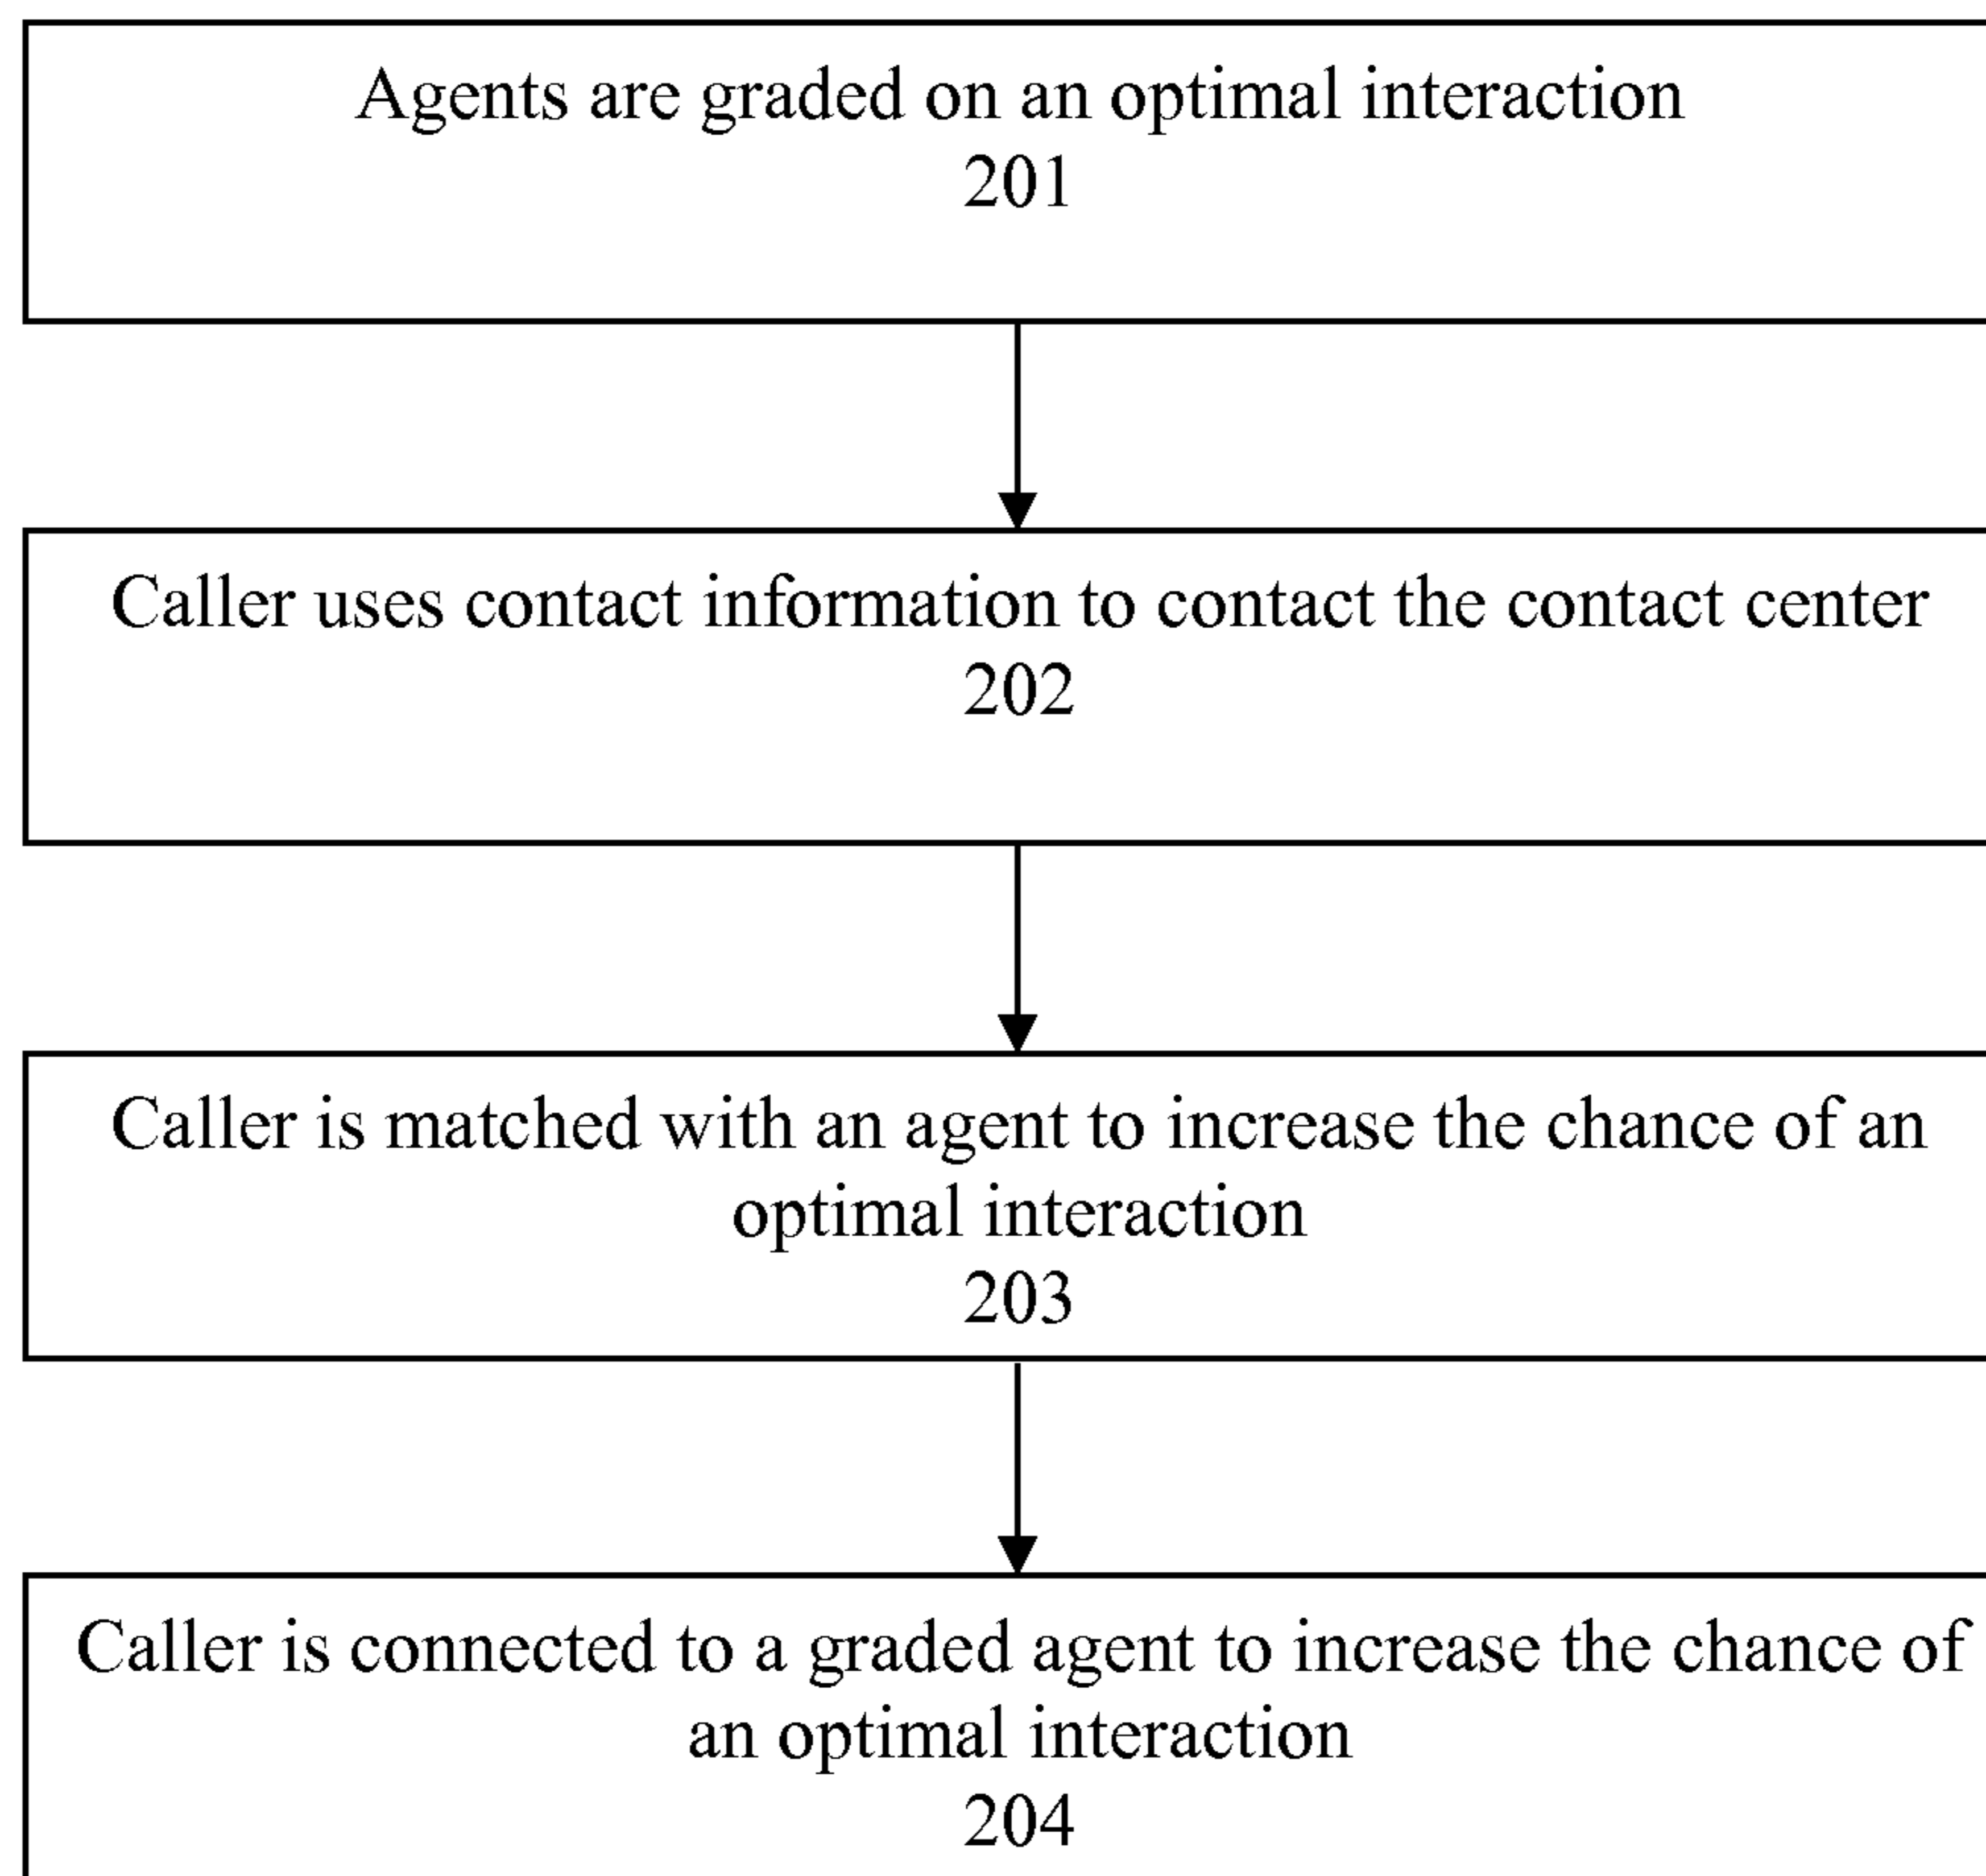 Agents are graded on an optimal interaction
201
Caller uses contact information to contact the contact center
202
Caller is matched with an agent to increase the chance of an
optimal interaction
203
Caller is connected to a graded agent to increase the chance of
an optimal interaction
204